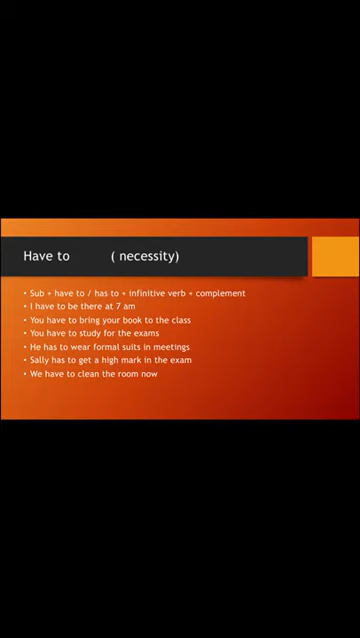 Have to ( necessity)
• Sub + have to / has to + infinitive verb + complement
• I have to be there at 7 am
• You have to bring your book to the class
• You have to study for the exams
• He has to wear formal suits in meetings
• Sally has to get a high mark in the exam
• We have to clean the room now